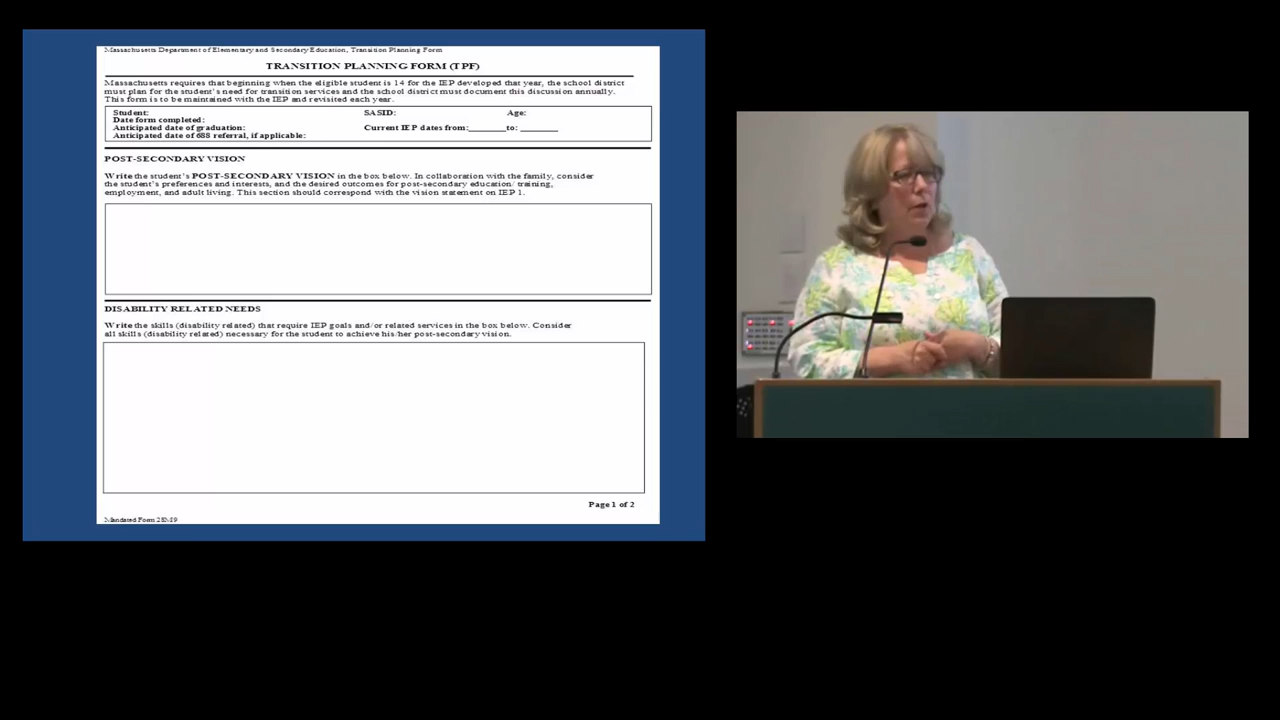 Massachusetts Department of Elementary and Secondary Education, Transition Planning Form
TRANSITION PLANNING FORM (TPF)
Massachusetts requires that beginning when the eligible student is 14 for the IEP developed that year, the school district
must plan for the student's need for transition services and the school district must document this discussion annually.
This form is to be maintained with the IEP and revisited each year.
Student: SASID: Age:
Date form completed:
Anticipated date of graduation: Current IEP dates from:________to: ________
Anticipated date of 688 referral, if applicable:
POST-SECONDARY VISION
Write the student's POST-SECONDARY VISION in the box below. In collaboration with the family, consider
the student's preferences and interests, and the desired outcomes for post-secondary education/ training,
employment, and adult living. This section should correspond with the vision statement on IEP 1.
DISABILITY RELATED NEEDS
Write the skills (disability related) that require IEP goals and/or related services in the box below. Consider
all skills (disability related) necessary for the student to achieve his/her post-secondary vision.
Page 1 of 2
Mandated Form 28M/9